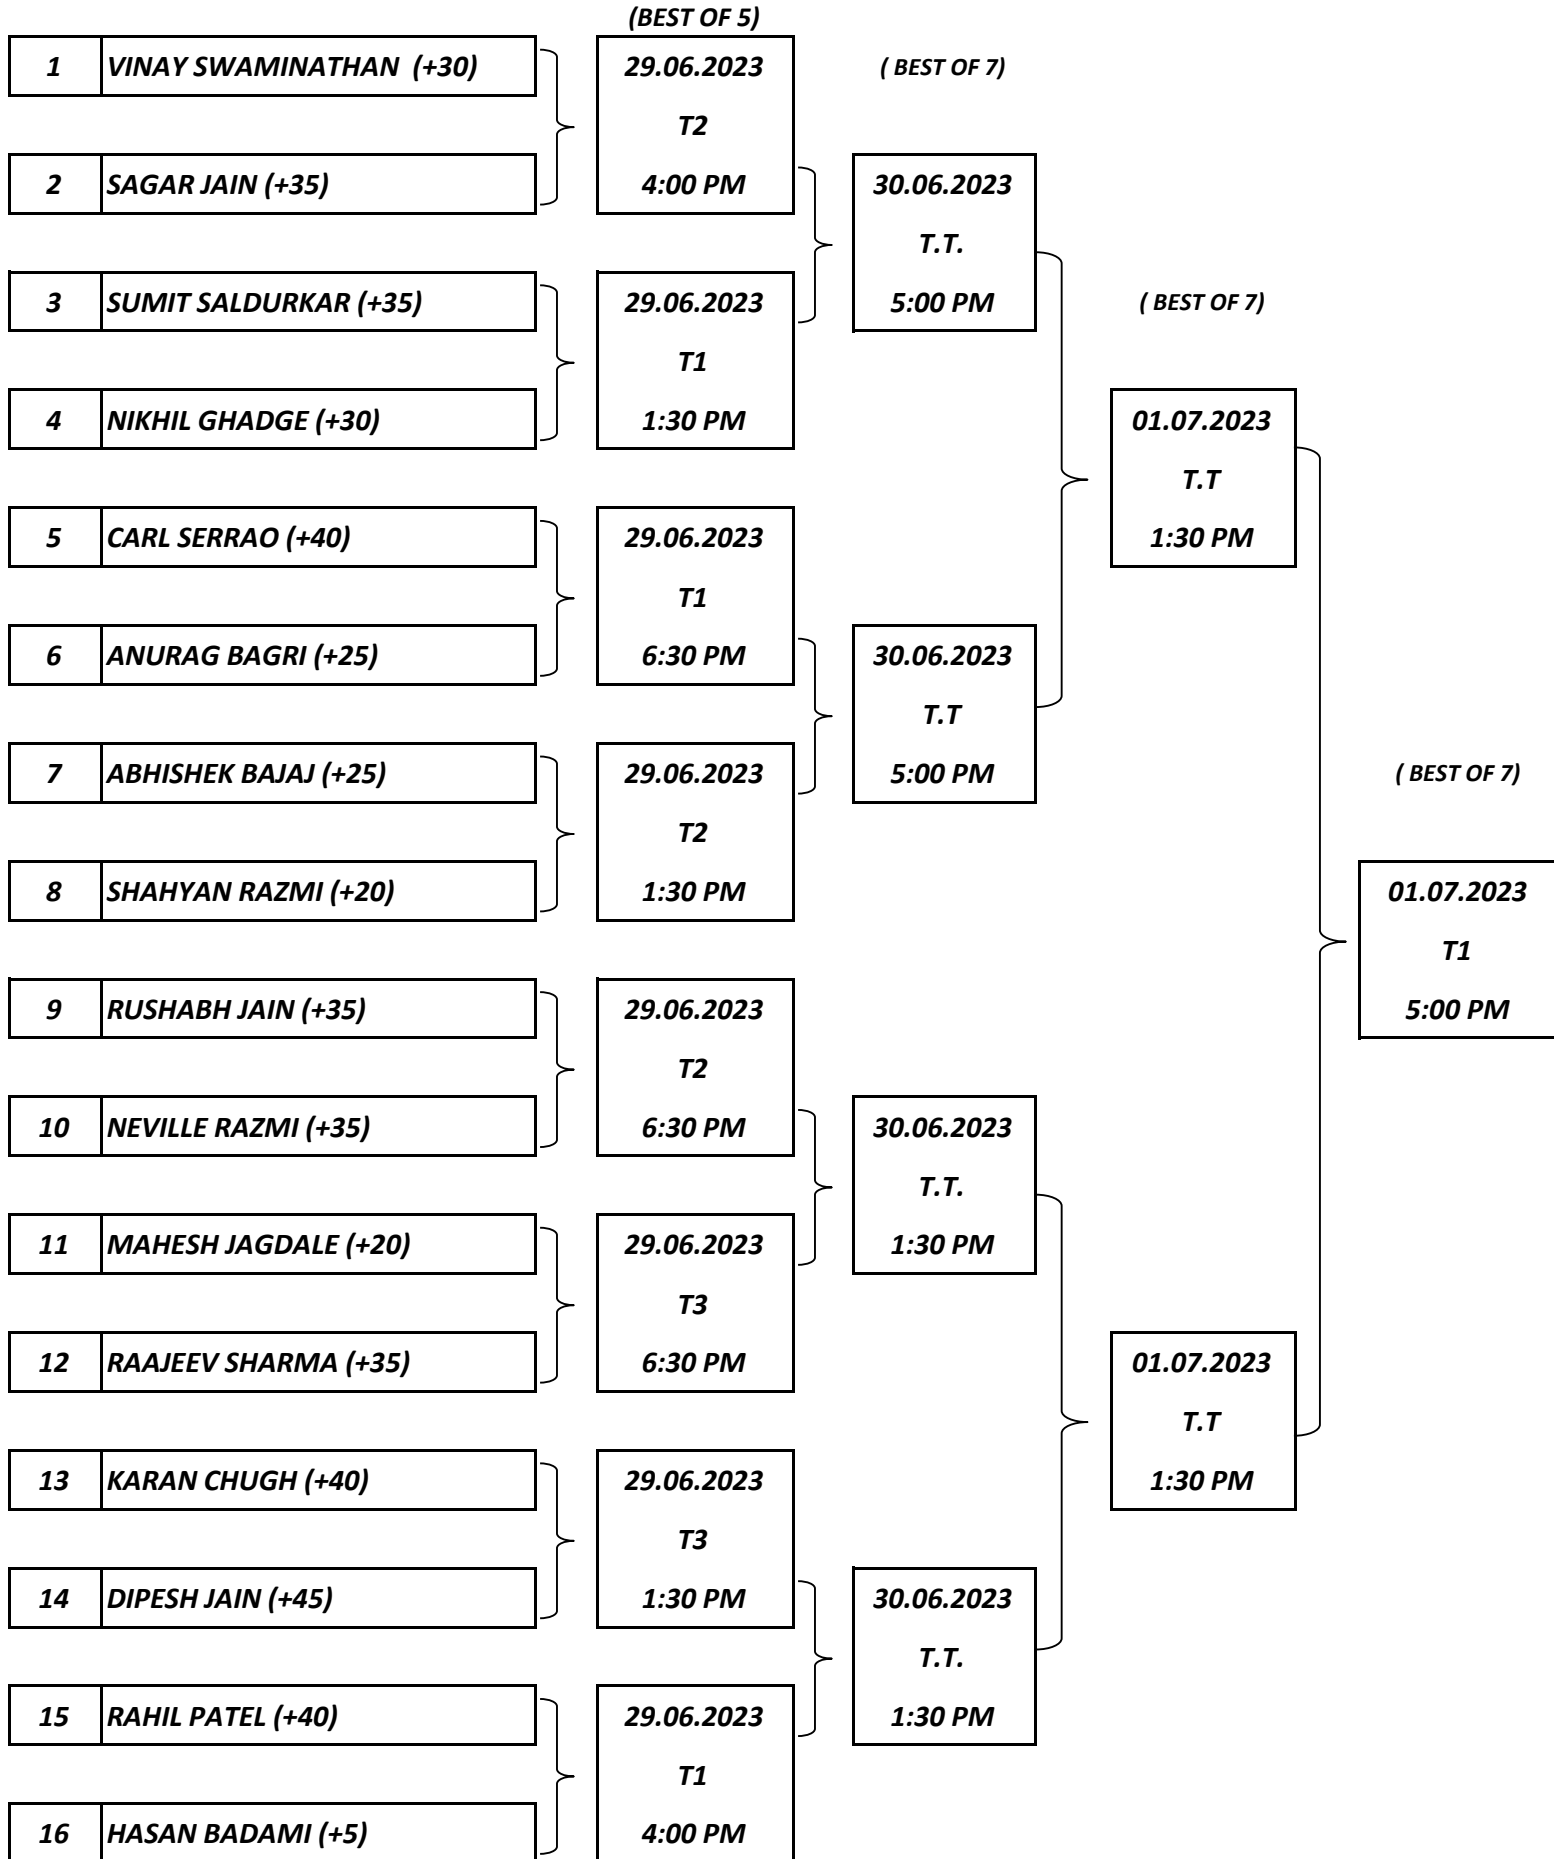 (BEST OF 5)
1 VINAY SWAMINATHAN (+30) 29.06.2023 ( BEST OF 7)
T2
2 SAGAR JAIN (+35) 4:00 PM 30.06.2023
T.T.
3 SUMIT SALDURKAR (+35) 29.06.2023 5:00 PM ( BEST OF 7)
T1
4 NIKHIL GHADGE (+30) 1:30 PM 01.07.2023
T.T
5 CARL SERRAO (+40) 29.06.2023 1:30 PM
T1
6 ANURAG BAGRI (+25) 6:30 PM 30.06.2023
T.T
7 ABHISHEK BAJAJ (+25) 29.06.2023 5:00 PM ( BEST OF 7)
T2
8 SHAHYAN RAZMI (+20) 1:30 PM 01.07.2023
T1
9 RUSHABH JAIN (+35) 29.06.2023 5:00 PM
T2
10 NEVILLE RAZMI (+35) 6:30 PM 30.06.2023
T.T.
11 MAHESH JAGDALE (+20) 29.06.2023 1:30 PM
T3
12 RAAJEEV SHARMA (+35) 6:30 PM 01.07.2023
T.T
13 KARAN CHUGH (+40) 29.06.2023 1:30 PM
T3
14 DIPESH JAIN (+45) 1:30 PM 30.06.2023
T.T.
15 RAHIL PATEL (+40) 29.06.2023 1:30 PM
T1
16 HASAN BADAMI (+5) 4:00 PM